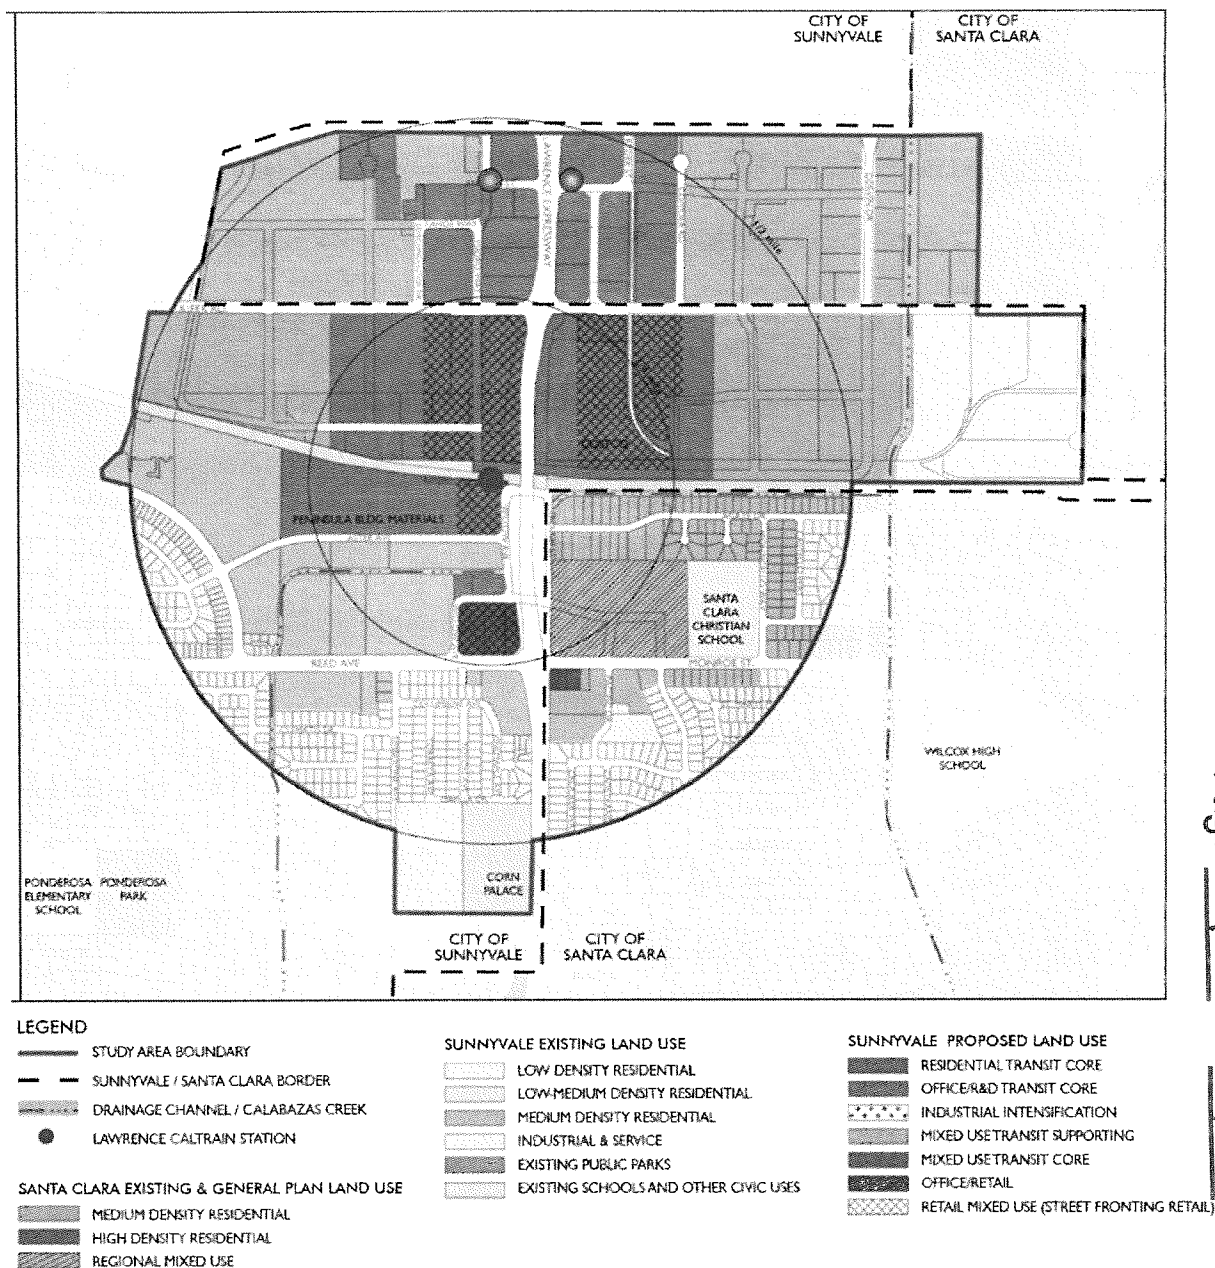 CITY OF
SUNNYVALE
CITY OF
SANTA CLARA
LAWRENCE EXPRESSWAY
1/2 mile
COSTCO
PENINSULA BLDG. MATERIALS
SANTA
CLARA
CHRISTIAN
SCHOOL
REED AVE
MONROE ST.
WILCOX HIGH
SCHOOL
PONDEROSA
ELEMENTARY
SCHOOL
PONDEROSA
PARK
CORN
PALACE
CITY OF
SUNNYVALE
CITY OF
SANTA CLARA
LEGEND
STUDY AREA BOUNDARY
SUNNYVALE / SANTA CLARA BORDER
DRAINAGE CHANNEL / CALABAZAS CREEK
LAWRENCE CALTRAIN STATION
SANTA CLARA EXISTING & GENERAL PLAN LAND USE
MEDIUM DENSITY RESIDENTIAL
HIGH DENSITY RESIDENTIAL
REGIONAL MIXED USE
SUNNYVALE EXISTING LAND USE
LOW DENSITY RESIDENTIAL
LOW-MEDIUM DENSITY RESIDENTIAL
MEDIUM DENSITY RESIDENTIAL
INDUSTRIAL & SERVICE
EXISTING PUBLIC PARKS
EXISTING SCHOOLS AND OTHER CIVIC USES
SUNNYVALE PROPOSED LAND USE
RESIDENTIAL TRANSIT CORE
OFFICE/R&D TRANSIT CORE
INDUSTRIAL INTENSIFICATION
MIXED USE TRANSIT SUPPORTING
MIXED USE TRANSIT CORE
OFFICE/RETAIL
RETAIL MIXED USE (STREET FRONTING RETAIL)